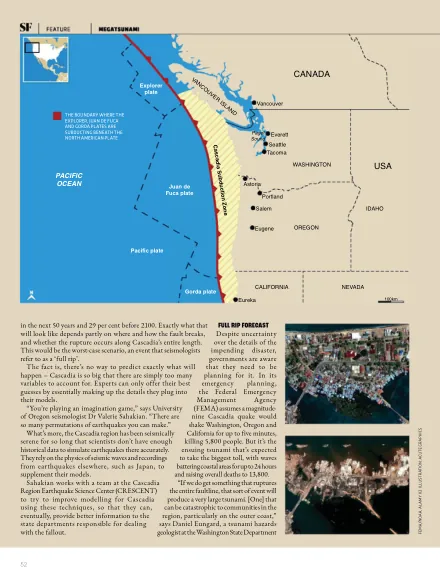 SF FEATURE MEGATSUNAMI
CANADA
Explorer
plate
VANCOUVER ISLAND
Vancouver
THE BOUNDARY WHERE THE
EXPLORER, JUAN DE FUCA
AND GORDA PLATES ARE
SUBDUCTING BENEATH THE
NORTH AMERICAN PLATE
Puget
Sound
Everett
Seattle
Tacoma
Cascadia Subduction Zone
WASHINGTON
USA
PACIFIC
OCEAN
Juan de
Fuca plate
Astoria
Portland
Salem
IDAHO
Eugene
OREGON
Pacific plate
Gorda plate
CALIFORNIA
NEVADA
N
Eureka
100km
in the next 50 years and 29 per cent before 2100. Exactly what that
will look like depends partly on where and how the fault breaks,
and whether the rupture occurs along Cascadia's entire length.
This would be the worst-case scenario, an event that seismologists
refer to as a 'full rip'.
The fact is, there's no way to predict exactly what will
happen – Cascadia is so big that there are simply too many
variables to account for. Experts can only offer their best
guesses by essentially making up the details they plug into
their models.
"You're playing an imagination game," says University
of Oregon seismologist Dr Valerie Sahakian. "There are
so many permutations of earthquakes you can make."
What's more, the Cascadia region has been seismically
serene for so long that scientists don't have enough
historical data to simulate earthquakes there accurately.
They rely on the physics of seismic waves and recordings
from earthquakes elsewhere, such as Japan, to
supplement their models.
Sahakian works with a team at the Cascadia
Region Earthquake Science Center (CRESCENT)
to try to improve modelling for Cascadia
using these techniques, so that they can,
eventually, provide better information to the
state departments responsible for dealing
with the fallout.
FULL RIP FORECAST
Despite uncertainty
over the details of the
impending disaster,
governments are aware
that they need to be
planning for it. In its
emergency planning,
the Federal Emergency
Management Agency
(FEMA) assumes a magnitude-
nine Cascadia quake would
shake Washington, Oregon and
California for up to five minutes,
killing 5,800 people. But it's the
ensuing tsunami that's expected
to take the biggest toll, with waves
battering coastal areas for up to 24 hours
and raising overall deaths to 13,800.
"If we do get something that ruptures
the entire faultline, that sort of event will
produce a very large tsunami. [One] that
can be catastrophic to communities in the
region, particularly on the outer coast,"
says Daniel Eungard, a tsunami hazards
geologist at the Washington State Department
52